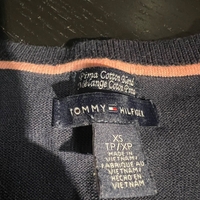 Pima Cotton Blend
Mélange Coton Pima
TOMMY HILFIGER
XS
TP/XP
MADE IN
VIETNAM
FABRIQUÉ AU
VIETNAM
HECHO EN
VIETNAM